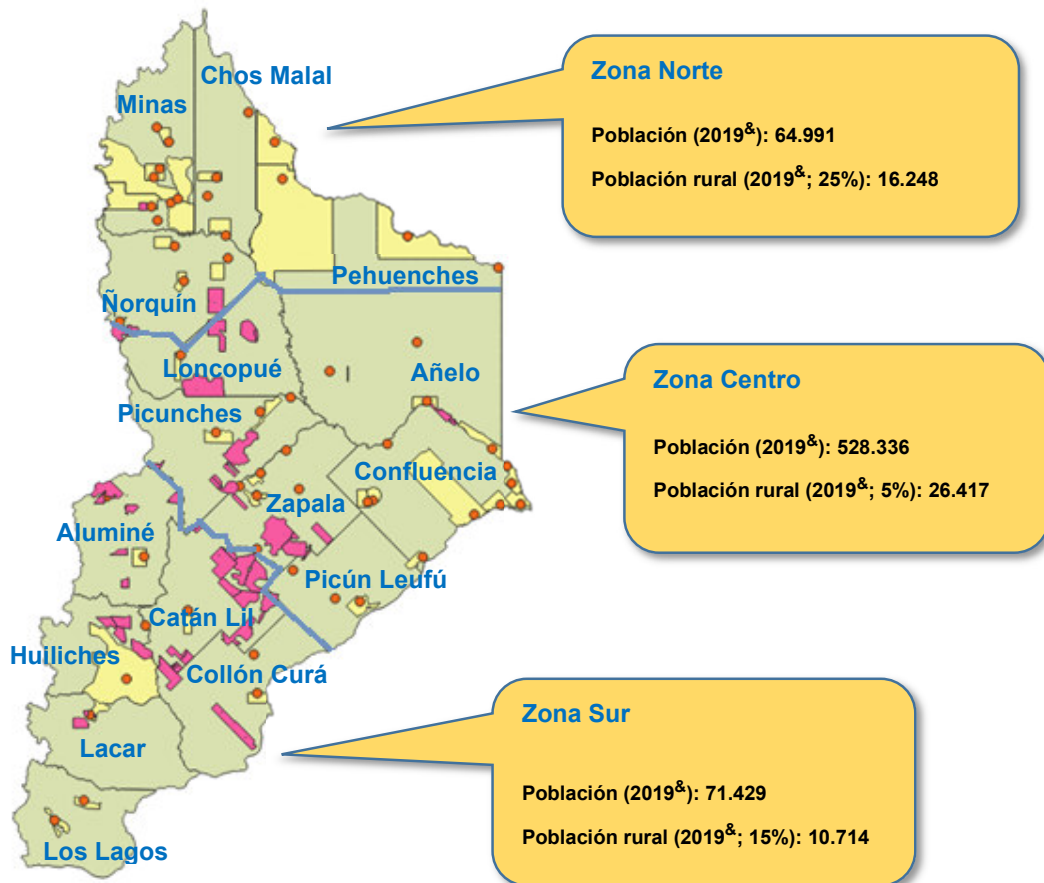 Chos Malal
Minas
Ñorquín
Pehuenches
Loncopué
Añelo
Picunches
Confluencia
Zapala
Aluminé
Picún Leufú
Catán Lil
Huiliches
Collón Curá
Lacar
Los Lagos
Zona Norte
Población (2019&): 64.991
Población rural (2019&; 25%): 16.248
Zona Centro
Población (2019&): 528.336
Población rural (2019&; 5%): 26.417
Zona Sur
Población (2019&): 71.429
Población rural (2019&; 15%): 10.714